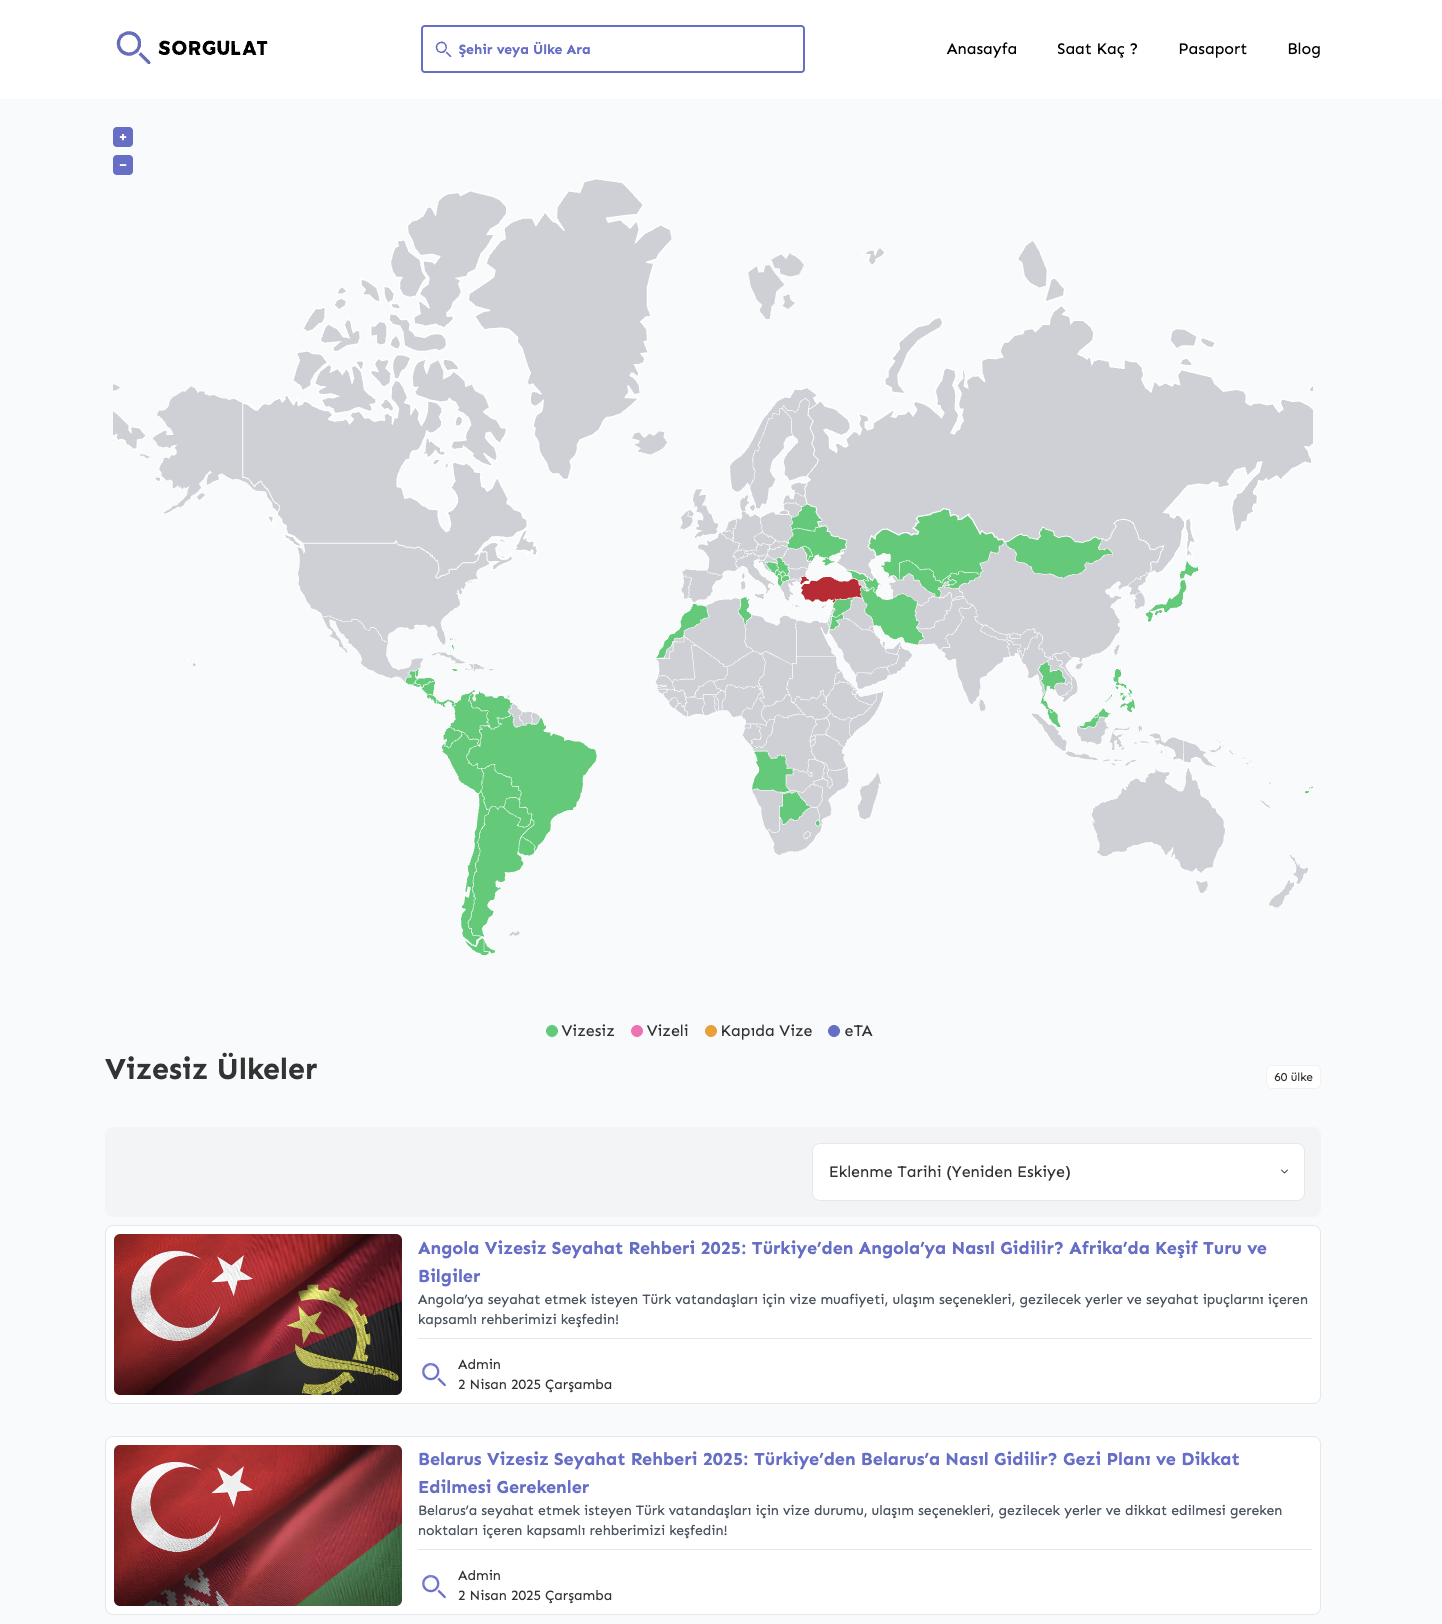 SORGULAT
Şehir veya Ülke Ara
Anasayfa
Saat Kaç ?
Pasaport
Blog
+
−
Vizesiz
Vizeli
Kapıda Vize
eTA
Vizesiz Ülkeler
60 ülke
Eklenme Tarihi (Yeniden Eskiye)
Angola Vizesiz Seyahat Rehberi 2025: Türkiye’den Angola’ya Nasıl Gidilir? Afrika’da Keşif Turu ve
Bilgiler
Angola’ya seyahat etmek isteyen Türk vatandaşları için vize muafiyeti, ulaşım seçenekleri, gezilecek yerler ve seyahat ipuçlarını içeren
kapsamlı rehberimizi keşfedin!
Admin
2 Nisan 2025 Çarşamba
Belarus Vizesiz Seyahat Rehberi 2025: Türkiye’den Belarus’a Nasıl Gidilir? Gezi Planı ve Dikkat
Edilmesi Gerekenler
Belarus’a seyahat etmek isteyen Türk vatandaşları için vize durumu, ulaşım seçenekleri, gezilecek yerler ve dikkat edilmesi gereken
noktaları içeren kapsamlı rehberimizi keşfedin!
Admin
2 Nisan 2025 Çarşamba